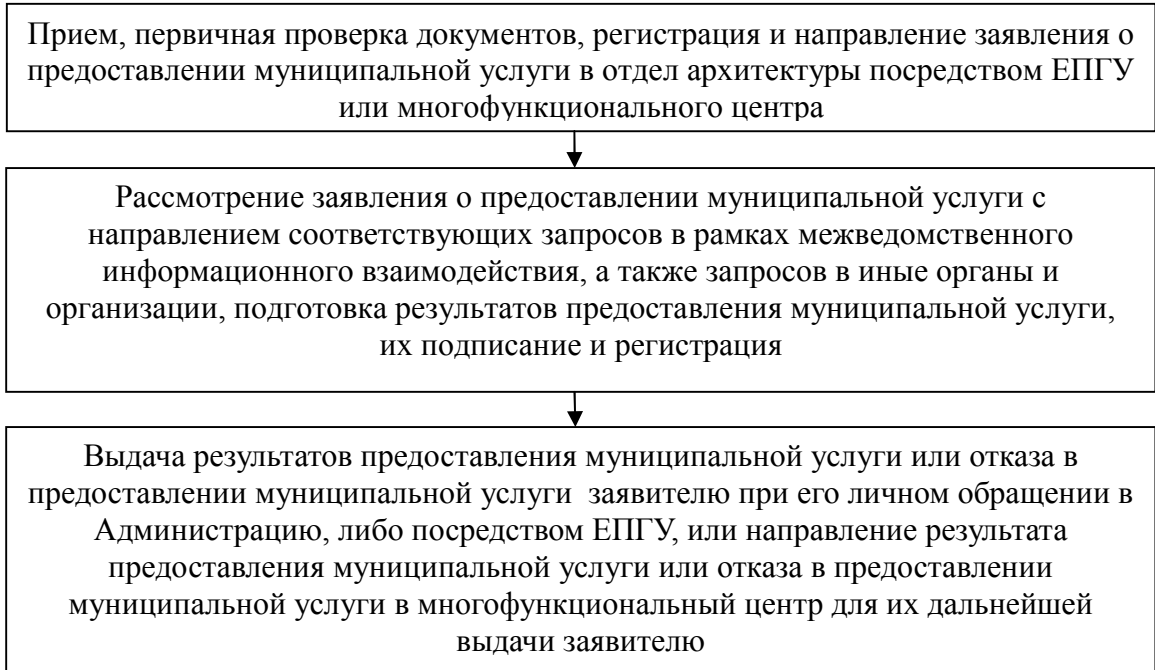 Прием, первичная проверка документов, регистрация и направление заявления о
предоставлении муниципальной услуги в отдел архитектуры посредством ЕПГУ
или многофункционального центра
Рассмотрение заявления о предоставлении муниципальной услуги с
направлением соответствующих запросов в рамках межведомственного
информационного взаимодействия, а также запросов в иные органы и
организации, подготовка результатов предоставления муниципальной услуги,
их подписание и регистрация
Выдача результатов предоставления муниципальной услуги или отказа в
предоставлении муниципальной услуги  заявителю при его личном обращении в
Администрацию, либо посредством ЕПГУ, или направление результата
предоставления муниципальной услуги или отказа в предоставлении
муниципальной услуги в многофункциональный центр для их дальнейшей
выдачи заявителю